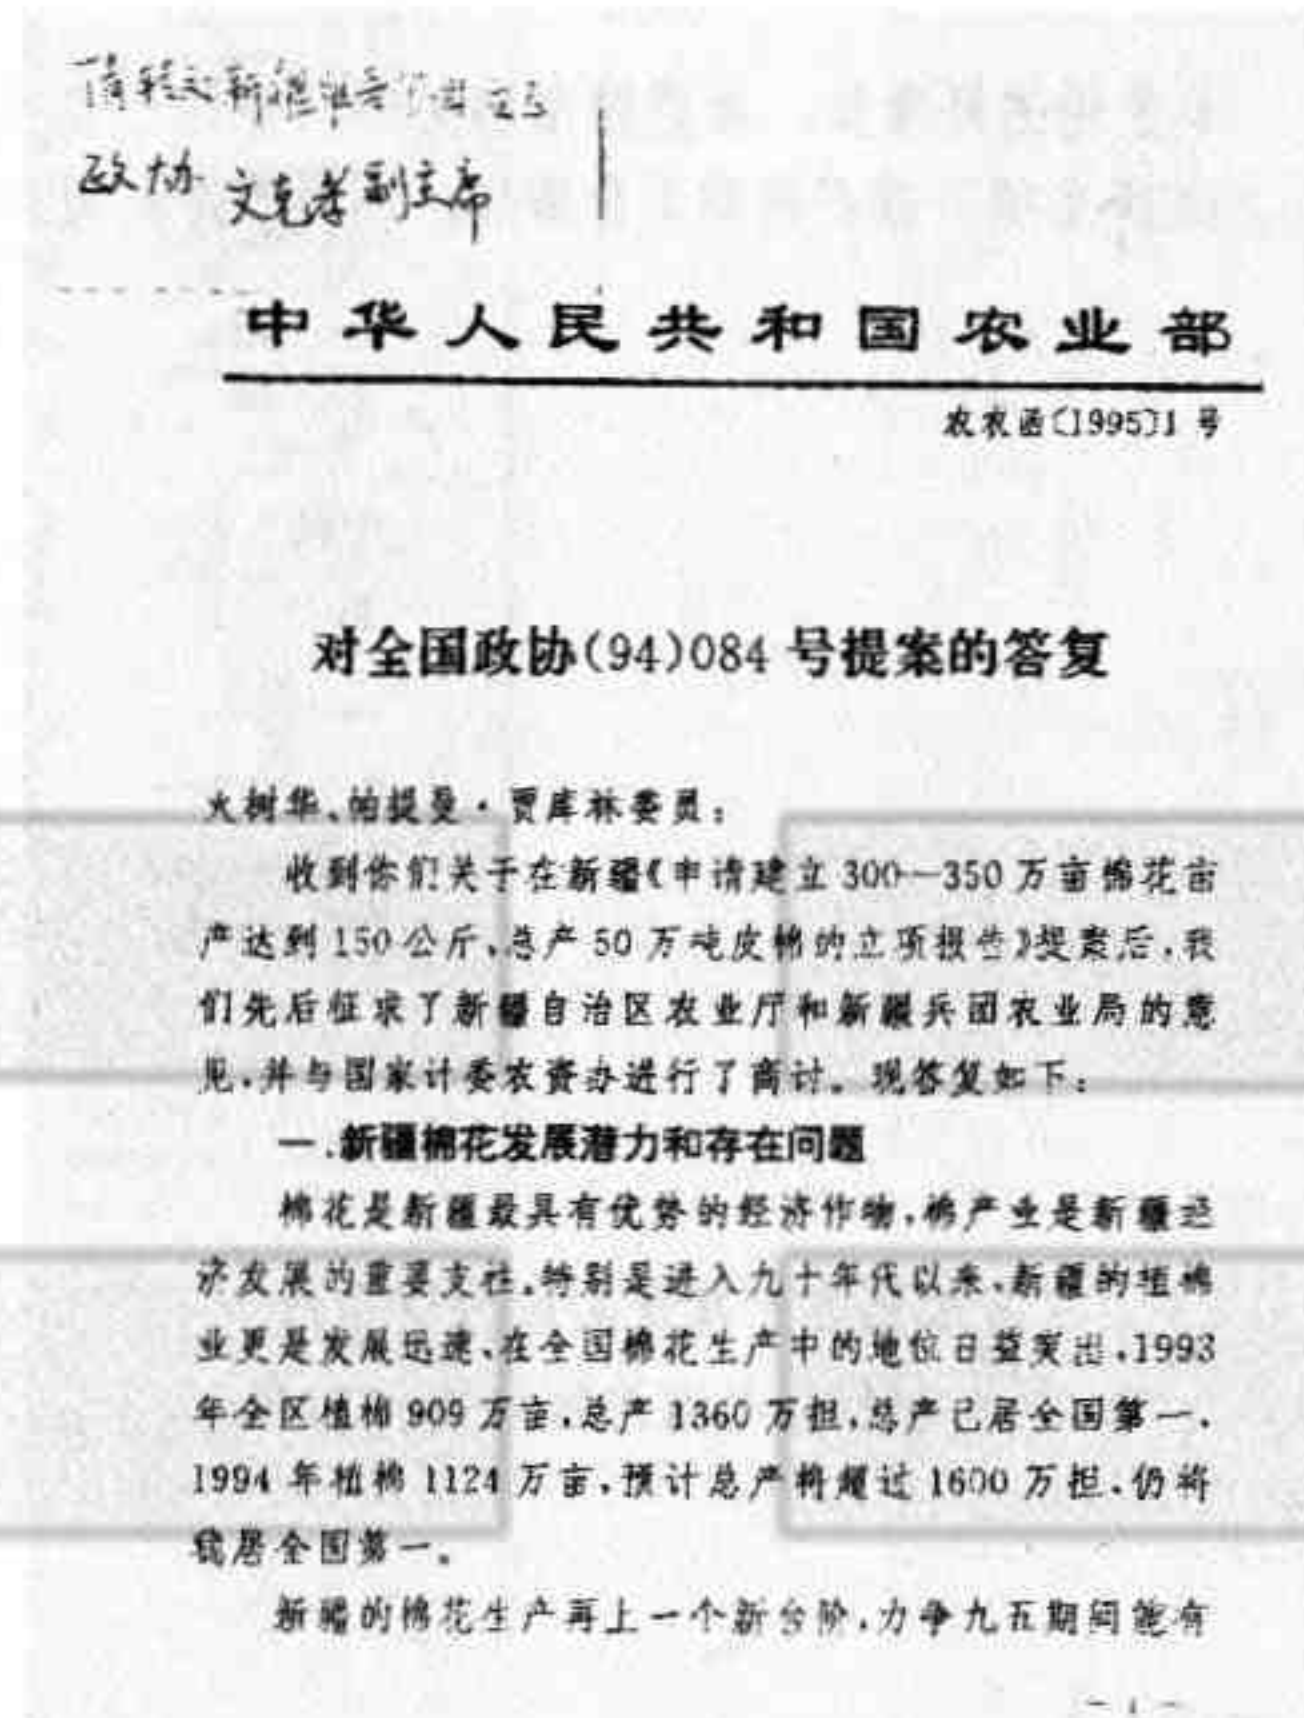 请转交新疆维吾尔自治区
政协 文克孝副主席
中华人民共和国农业部
农农函〔1995〕1号
对全国政协(94)084号提案的答复
火树华、帕提曼·贾库林委员:
收到你们关于在新疆《申请建立300—350万亩棉花亩
产达到150公斤、总产50万吨皮棉的立项报告》提案后,我
们先后征求了新疆自治区农业厅和新疆兵团农业局的意
见,并与国家计委农资办进行了商讨。现答复如下:
一.新疆棉花发展潜力和存在问题
棉花是新疆最具有优势的经济作物,棉产业是新疆经
济发展的重要支柱。特别是进入九十年代以来,新疆的植棉
业更是发展迅速、在全国棉花生产中的地位日益突出,1993
年全区植棉909万亩,总产1360万担,总产已居全国第一,
1994年植棉1124万亩,预计总产将超过1600万担,仍将
居全国第一。
新疆的棉花生产再上一个新台阶,力争九五期间能有